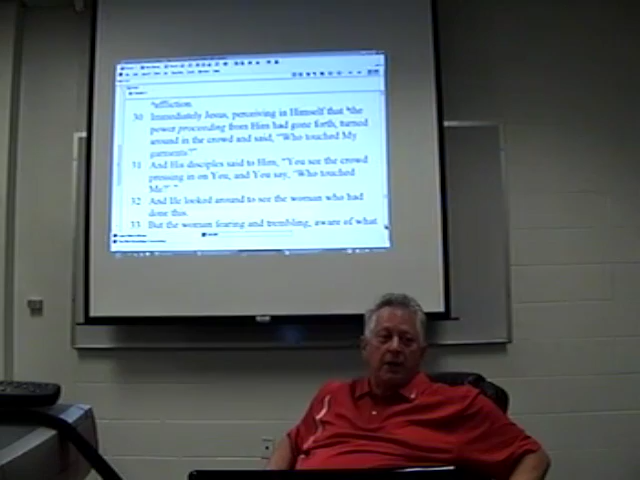 affliction.
30 Immediately Jesus, perceiving in Himself that the
power proceeding from Him had gone forth, turned
around in the crowd and said, "Who touched My
garments?"
31 And His disciples said to Him, "You see the crowd
pressing in on You, and You say, 'Who touched
Me?' "
32 And He looked around to see the woman who had
done this.
33 But the woman fearing and trembling, aware of what